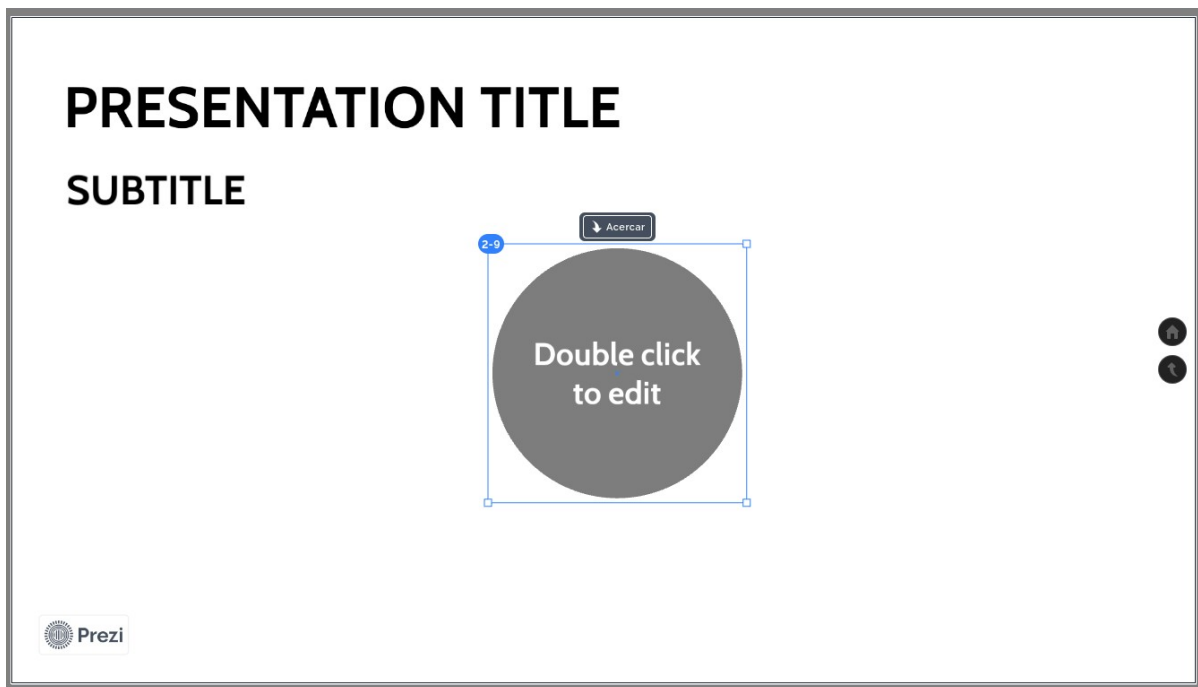 PRESENTATION TITLE
SUBTITLE
Acercar
2-9
Double click
to edit
Prezi